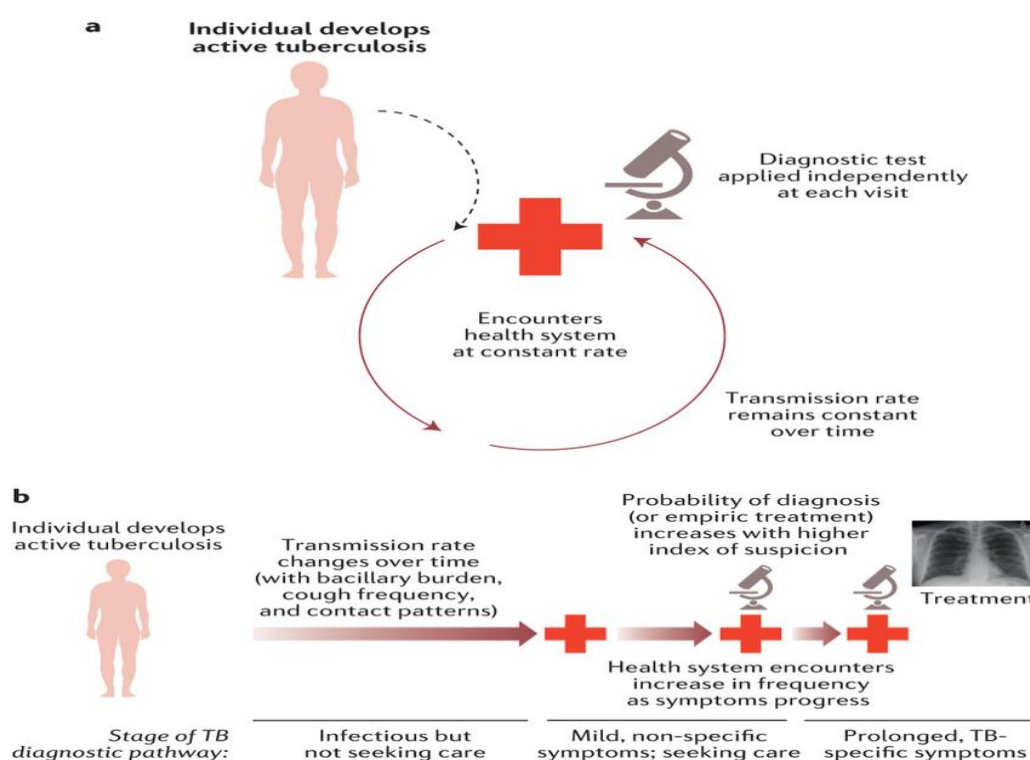 a
Individual develops
active tuberculosis
Diagnostic test
applied independently
at each visit
Encounters
health system
at constant rate
Transmission rate
remains constant
over time
b
Individual develops
active tuberculosis
Transmission rate
changes over time
(with bacillary burden,
cough frequency,
and contact patterns)
Probability of diagnosis
(or empiric treatment)
increases with higher
index of suspicion
Treatment
Health system encounters
increase in frequency
as symptoms progress
Stage of TB
diagnostic pathway:
Infectious but
not seeking care
Mild, non-specific
symptoms; seeking care
Prolonged, TB-
specific symptoms